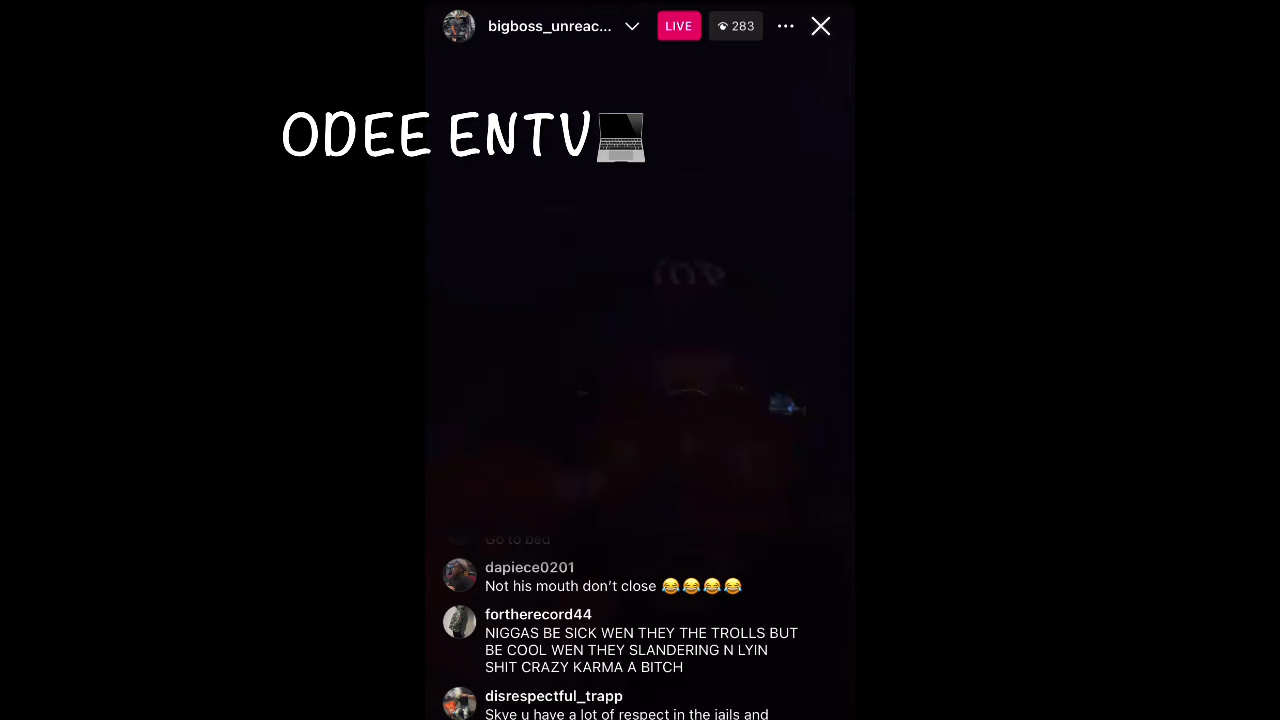 bigboss_unreac...
LIVE
283
ODEE ENTV
Go to bed
dapiece0201
Not his mouth don’t close 😂😂😂😂
fortherecord44
NIGGAS BE SICK WEN THEY THE TROLLS BUT
BE COOL WEN THEY SLANDERING N LYIN
SHIT CRAZY KARMA A BITCH
disrespectful_trapp
Skye u have a lot of respect in the jails and